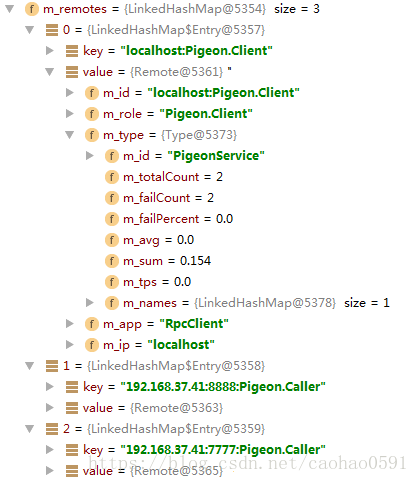 m_remotes = {LinkedHashMap@5354} size = 3
0 = {LinkedHashMap$Entry@5357}
key = "localhost:Pigeon.Client"
value = {Remote@5361} "
m_id = "localhost:Pigeon.Client"
m_role = "Pigeon.Client"
m_type = {Type@5373}
m_id = "PigeonService"
m_totalCount = 2
m_failCount = 2
m_failPercent = 0.0
m_avg = 0.0
m_sum = 0.154
m_tps = 0.0
m_names = {LinkedHashMap@5378} size = 1
m_app = "RpcClient"
m_ip = "localhost"
1 = {LinkedHashMap$Entry@5358}
key = "192.168.37.41:8888:Pigeon.Caller"
value = {Remote@5363}
2 = {LinkedHashMap$Entry@5359}
key = "192.168.37.41:7777:Pigeon.Caller"
value = {Remote@5365}
https://blog.csdn.net/caohao0591